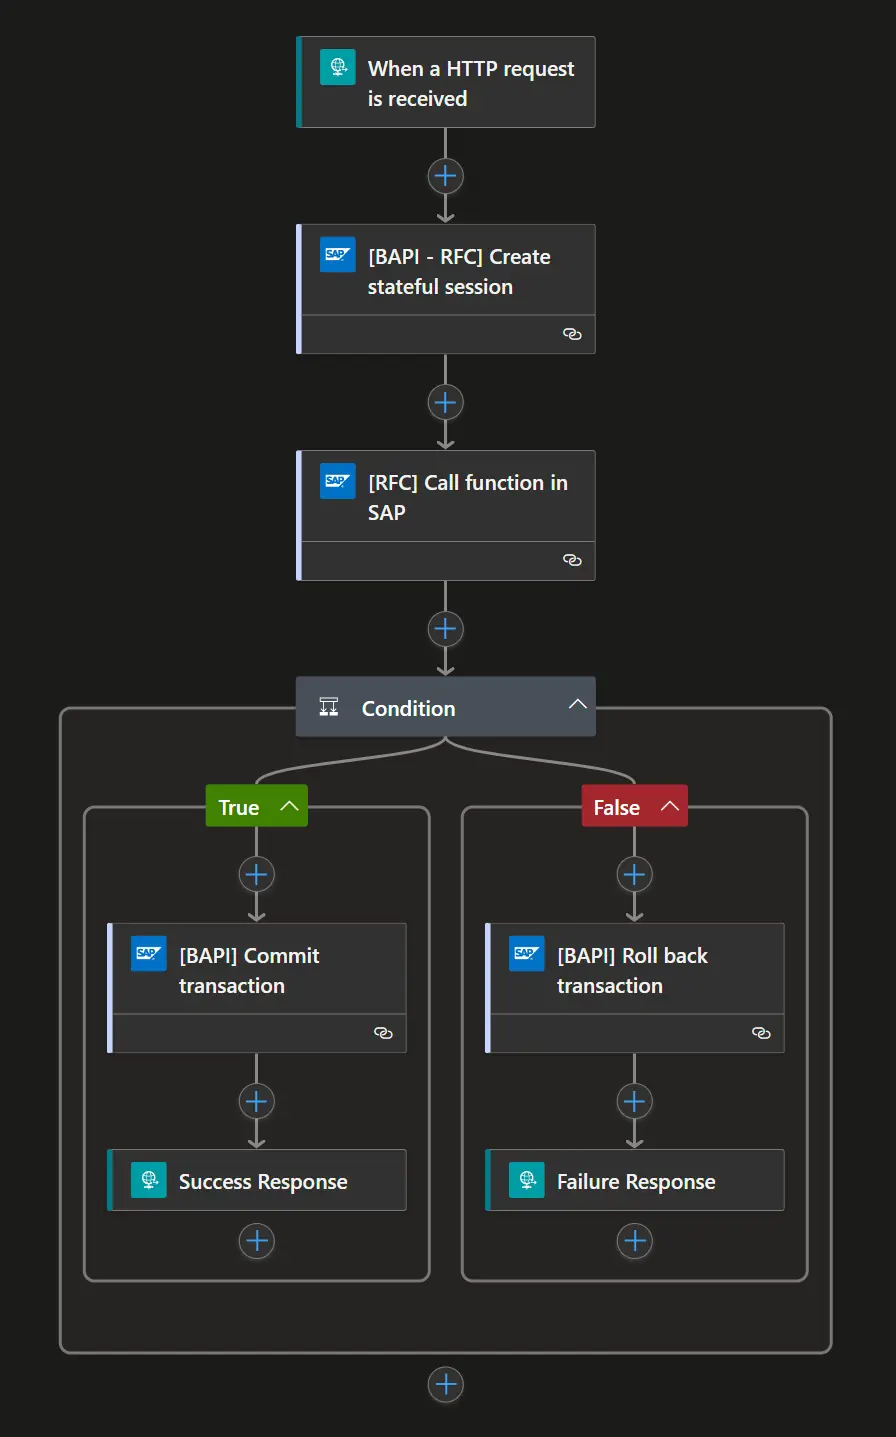 When a HTTP request
is received
SAP
[BAPI - RFC] Create
stateful session
SAP
[RFC] Call function in
SAP
Condition
True
False
SAP
[BAPI] Commit
transaction
SAP
[BAPI] Roll back
transaction
Success Response
Failure Response